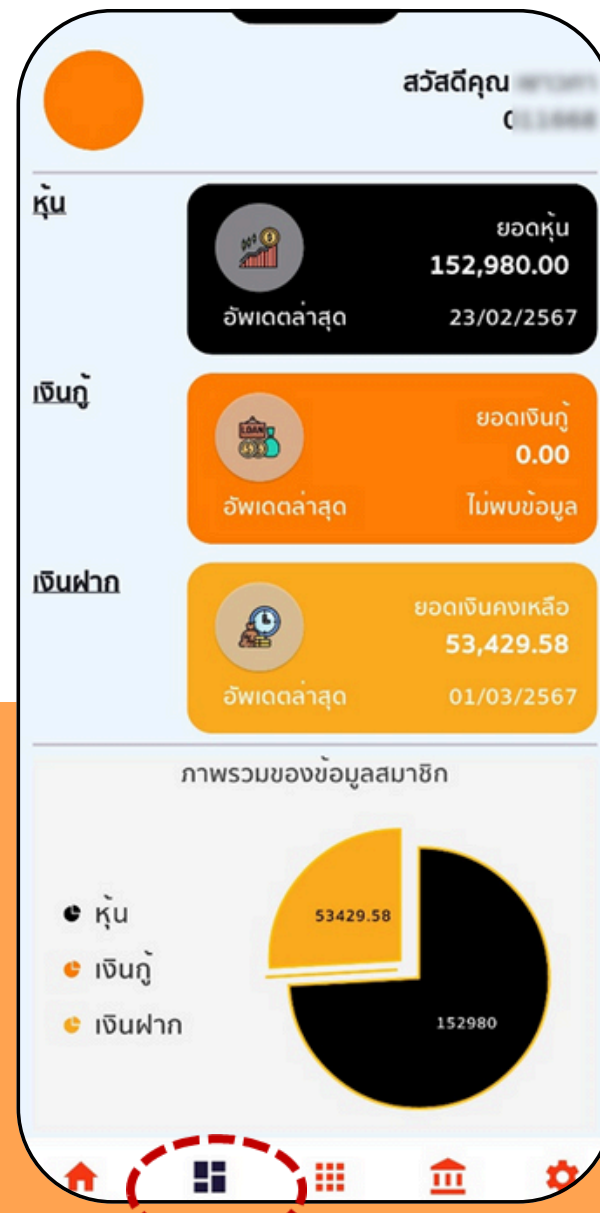 สวัสดีคุณ
หุ้น
ยอดหุ้น
152,980.00
อัพเดตล่าสุด 23/02/2567
เงินกู้
LOAN
ยอดเงินกู้
0.00
อัพเดตล่าสุด ไม่พบข้อมูล
เงินฝาก
ยอดเงินคงเหลือ
53,429.58
อัพเดตล่าสุด 01/03/2567
ภาพรวมของข้อมูลสมาชิก
หุ้น
เงินกู้
เงินฝาก
53429.58
152980